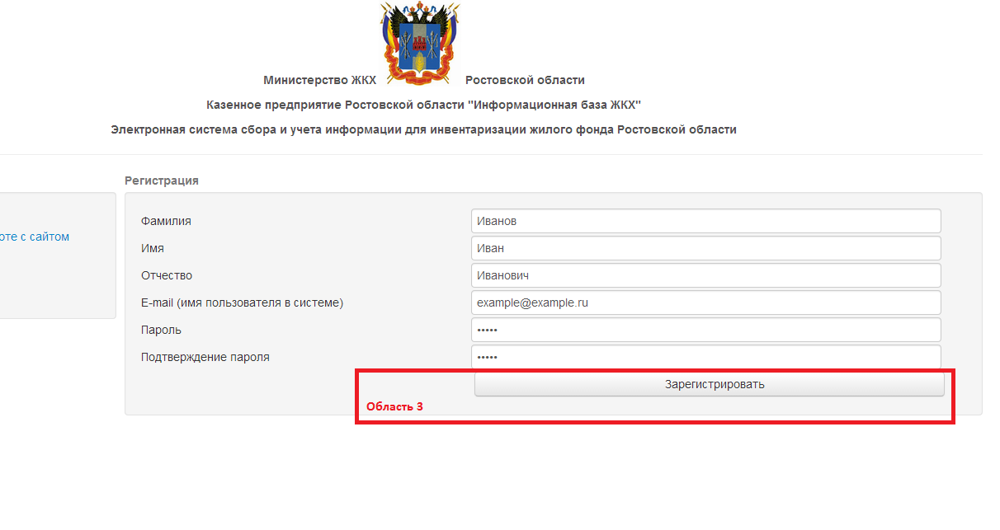 Министерство ЖКХ Ростовской области
Казенное предприятие Ростовской области "Информационная база ЖКХ"
Электронная система сбора и учета информации для инвентаризации жилого фонда Ростовской области
Регистрация
с сайтом
Фамилия Иванов
Имя Иван
Отчество Иванович
E-mail (имя пользователя в системе) example@example.ru
Пароль •••••
Подтверждение пароля •••••
Зарегистрировать
Область 3